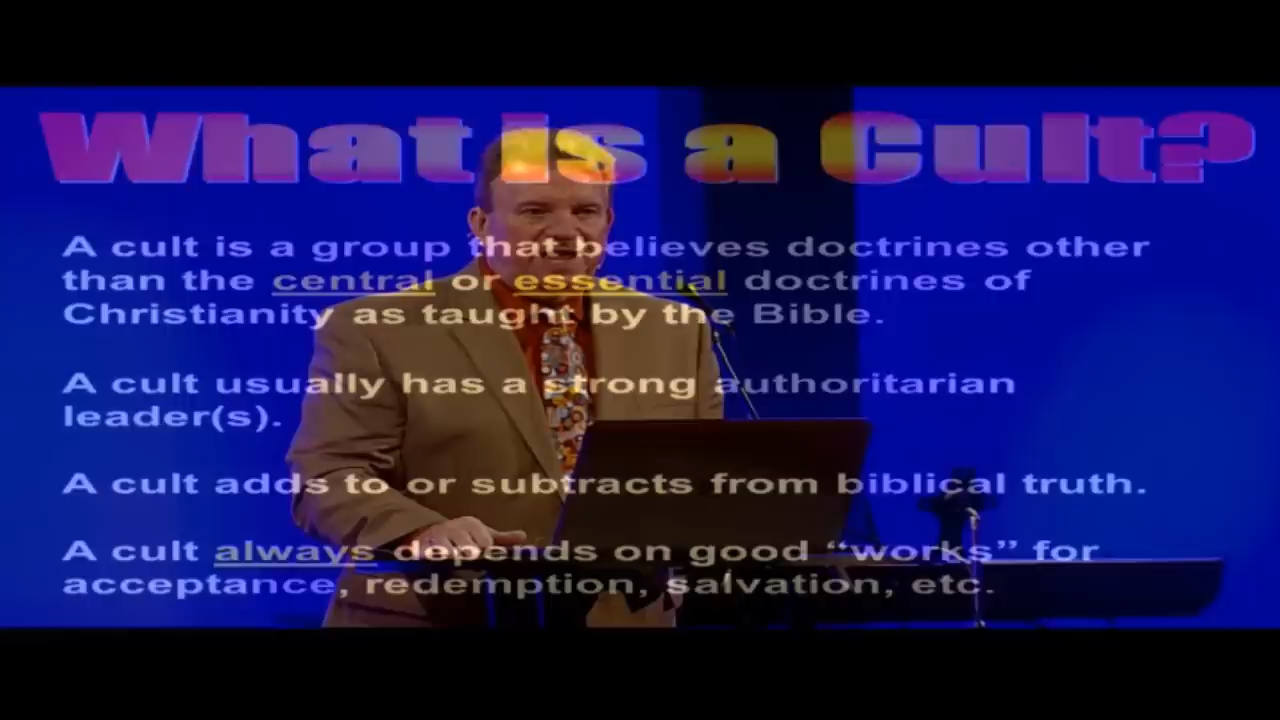 What is a Cult?
A cult is a group that believes doctrines other
than the central or essential doctrines of
Christianity as taught by the Bible.
A cult usually has a strong authoritarian
leader(s).
A cult adds to or subtracts from biblical truth.
A cult always depends on good “works” for
acceptance, redemption, salvation, etc.